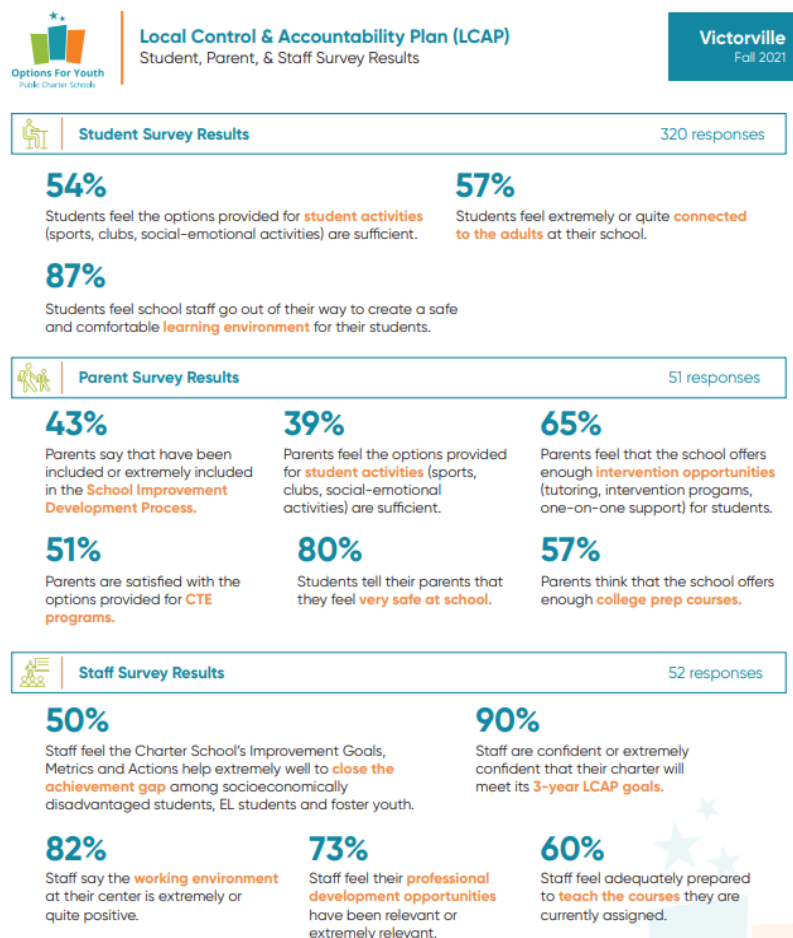 Options For Youth
Public Charter Schools
Local Control & Accountability Plan (LCAP)
Student, Parent, & Staff Survey Results
Victorville
Fall 2021
Student Survey Results
320 responses
54%
Students feel the options provided for student activities
(sports, clubs, social-emotional activities) are sufficient.
57%
Students feel extremely or quite connected
to the adults at their school.
87%
Students feel school staff go out of their way to create a safe
and comfortable learning environment for their students.
Parent Survey Results
51 responses
43%
Parents say that have been
included or extremely included
in the School Improvement
Development Process.
39%
Parents feel the options provided
for student activities (sports,
clubs, social-emotional
activities) are sufficient.
65%
Parents feel that the school offers
enough intervention opportunities
(tutoring, intervention progams,
one-on-one support) for students.
51%
Parents are satisfied with the
options provided for CTE
programs.
80%
Students tell their parents that
they feel very safe at school.
57%
Parents think that the school offers
enough college prep courses.
Staff Survey Results
52 responses
50%
Staff feel the Charter School's Improvement Goals,
Metrics and Actions help extremely well to close the
achievement gap among socioeconomically
disadvantaged students, EL students and foster youth.
90%
Staff are confident or extremely
confident that their charter will
meet its 3-year LCAP goals.
82%
Staff say the working environment
at their center is extremely or
quite positive.
73%
Staff feel their professional
development opportunities
have been relevant or
extremely relevant.
60%
Staff feel adequately prepared
to teach the courses they are
currently assigned.